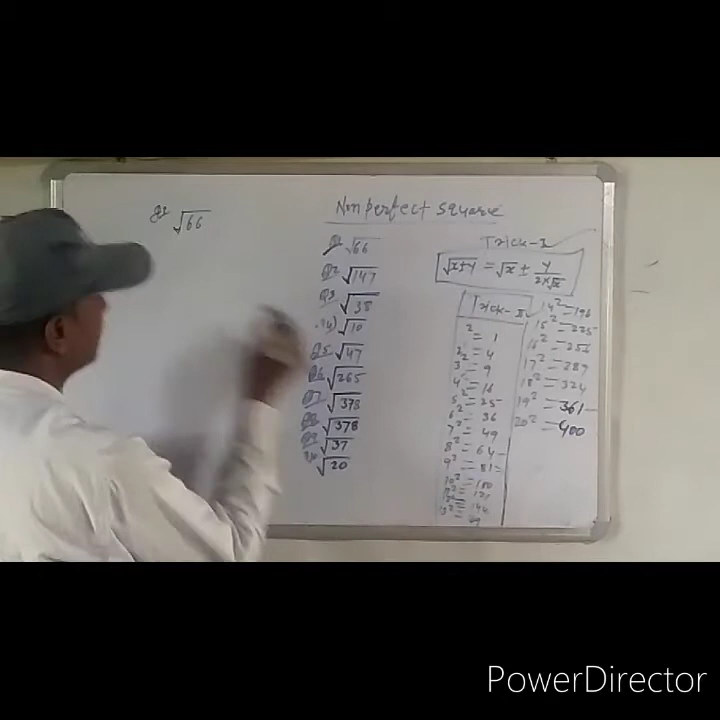 Q1 √66
Non perfect square
Q1 √66
Q2 √147
Q3 √38
Q4) √10
Q5 √47
Q6 √265
Q7 √378
Q8 √378
Q9 √37
√20
Trick-I
√x±y = √x ± y/2×√x
Trick-II
² = 1
2² = 4
3² = 9
4² = 16
5² = 25
6² = 36
7² = 49
8² = 64
9² = 81
10² = 100
14² = 196
15² = 225
16² = 256
17² = 289
18² = 324
19² = 361
20² = 400
PowerDirector